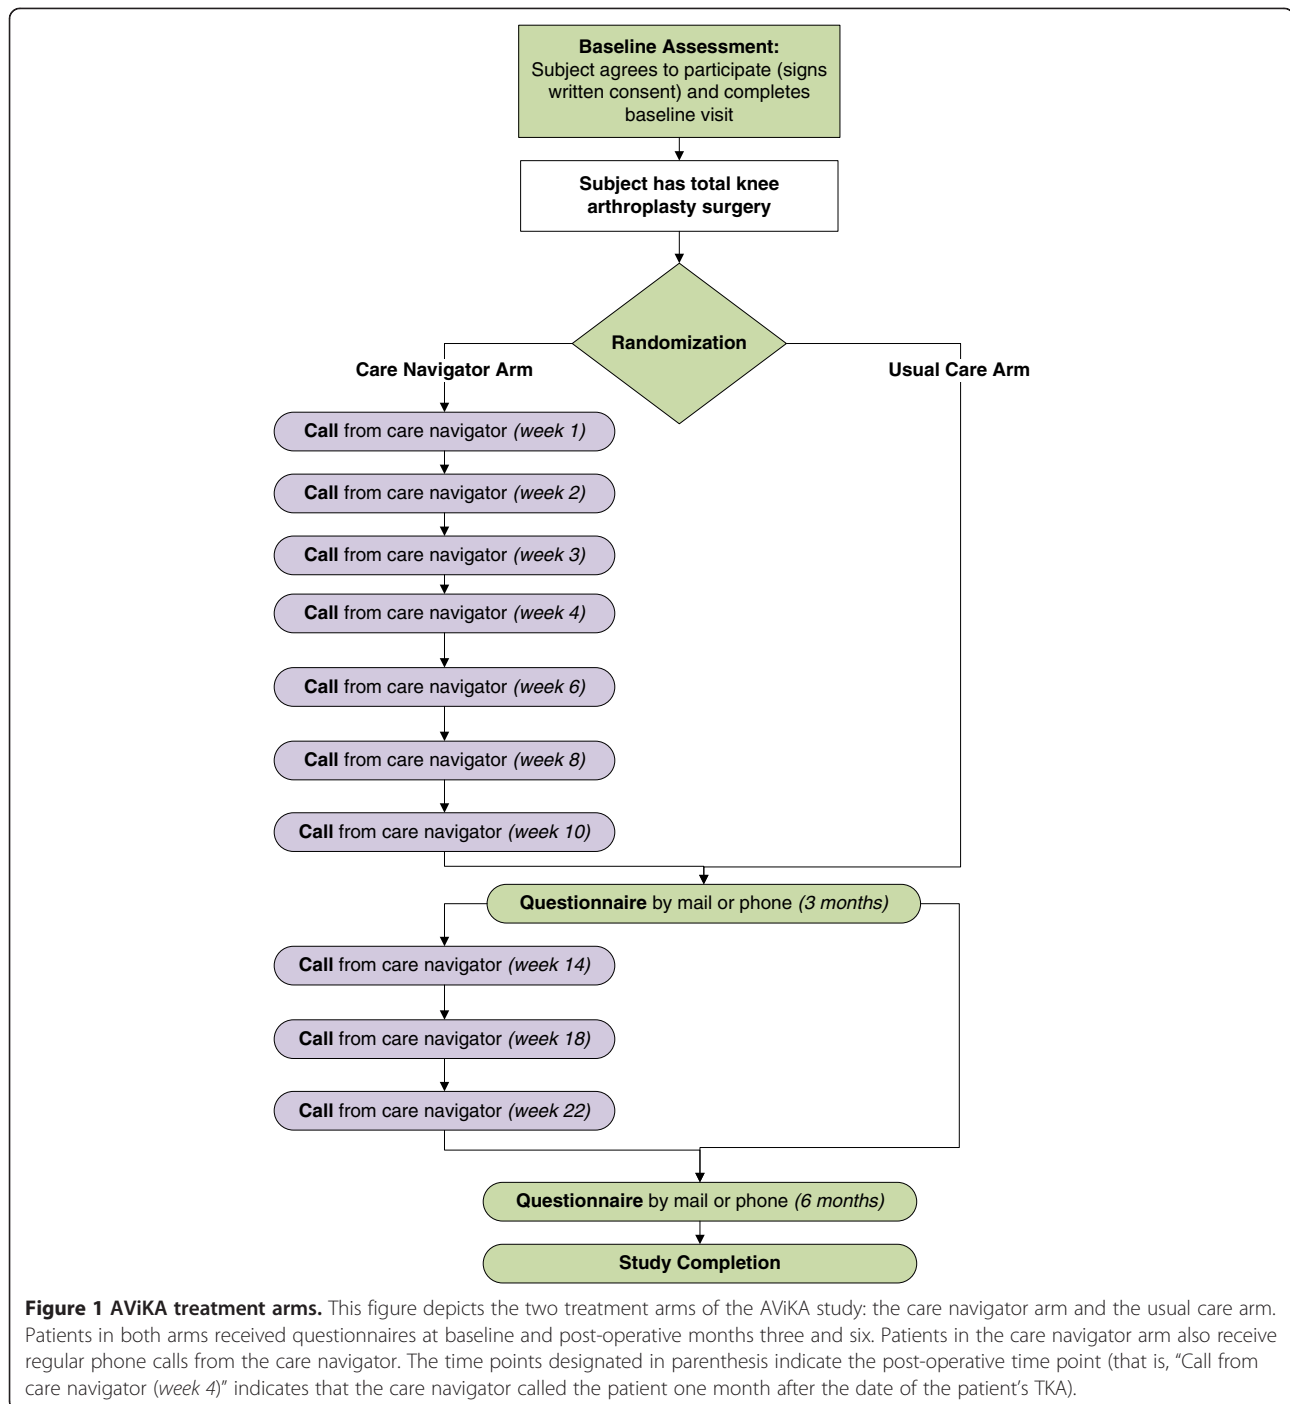 Baseline Assessment:
Subject agrees to participate (signs
written consent) and completes
baseline visit
Subject has total knee
arthroplasty surgery
Randomization
Care Navigator Arm
Usual Care Arm
Call from care navigator (week 1)
Call from care navigator (week 2)
Call from care navigator (week 3)
Call from care navigator (week 4)
Call from care navigator (week 6)
Call from care navigator (week 8)
Call from care navigator (week 10)
Questionnaire by mail or phone (3 months)
Call from care navigator (week 14)
Call from care navigator (week 18)
Call from care navigator (week 22)
Questionnaire by mail or phone (6 months)
Study Completion
Figure 1 AViKA treatment arms. This figure depicts the two treatment arms of the AViKA study: the care navigator arm and the usual care arm.
Patients in both arms received questionnaires at baseline and post-operative months three and six. Patients in the care navigator arm also receive
regular phone calls from the care navigator. The time points designated in parenthesis indicate the post-operative time point (that is, “Call from
care navigator (week 4)” indicates that the care navigator called the patient one month after the date of the patient’s TKA).